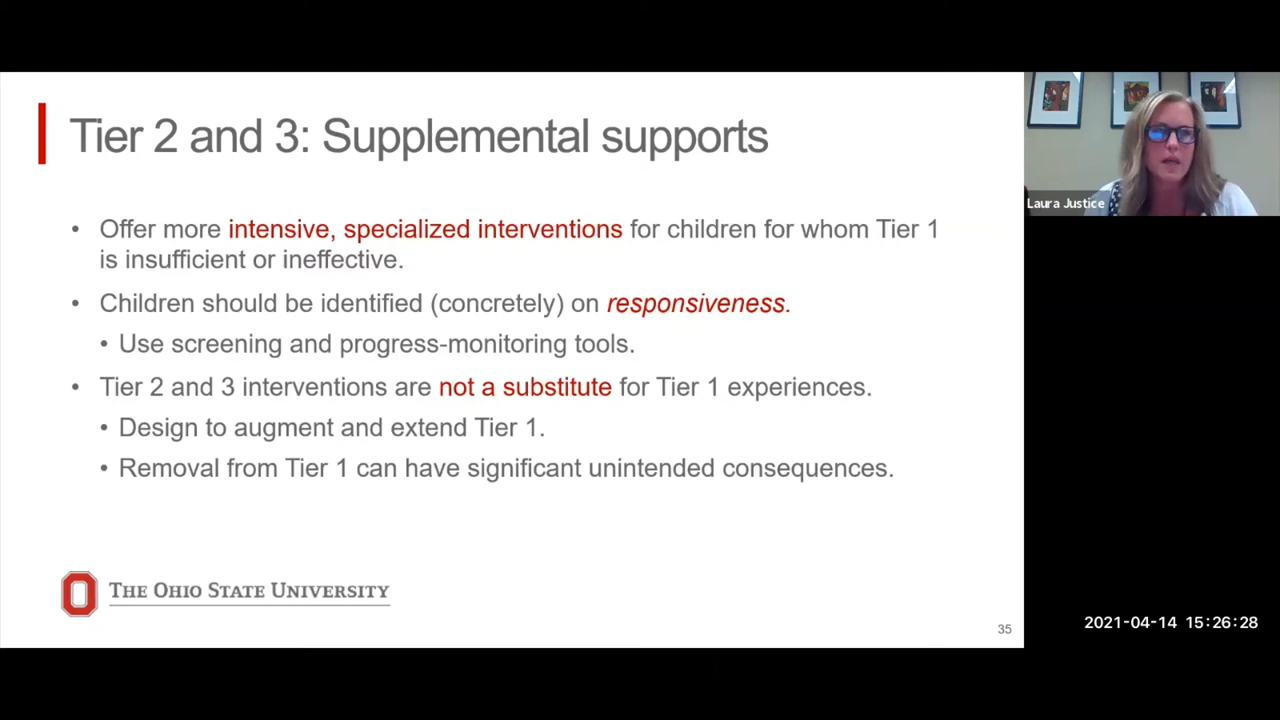 Tier 2 and 3: Supplemental supports
• Offer more intensive, specialized interventions for children for whom Tier 1
is insufficient or ineffective.
• Children should be identified (concretely) on responsiveness.
• Use screening and progress-monitoring tools.
• Tier 2 and 3 interventions are not a substitute for Tier 1 experiences.
• Design to augment and extend Tier 1.
• Removal from Tier 1 can have significant unintended consequences.
THE OHIO STATE UNIVERSITY
35
Laura Justice
2021-04-14 15:26:28